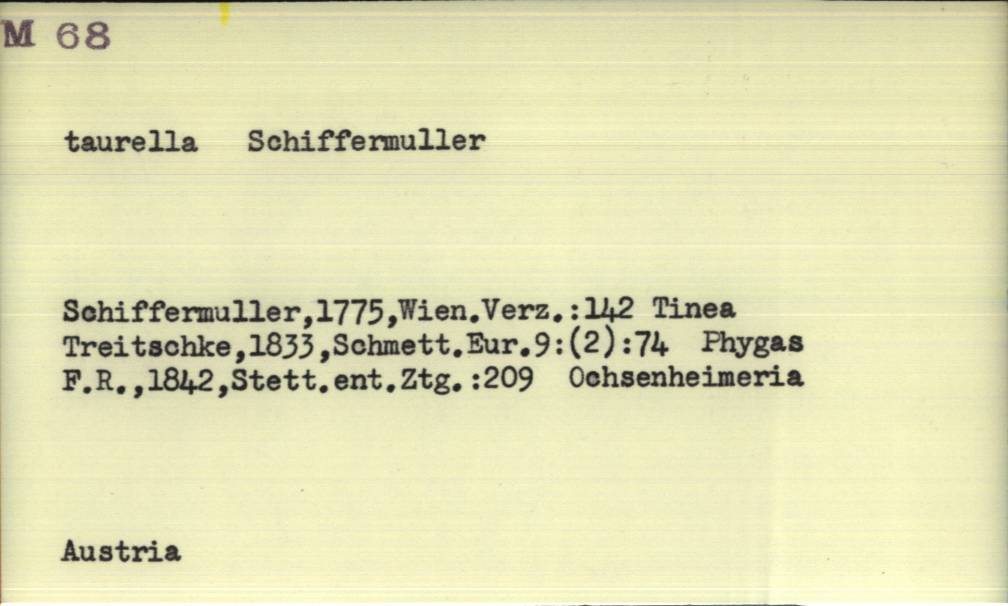 M 68
taurella Schiffermuller
Schiffermuller,1775,Wien.Verz.:142 Tinea
Treitschke,1833,Schmett.Eur.9:(2):74 Phygas
F.R.,1842,Stett.ent.Ztg.:209 Ochsenheimeria
Austria